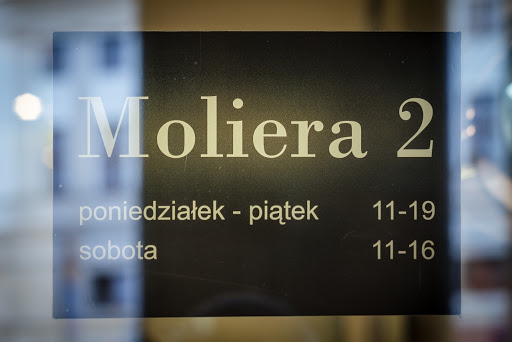 Moliera 2
poniedziałek - piątek 11-19
sobota 11-16